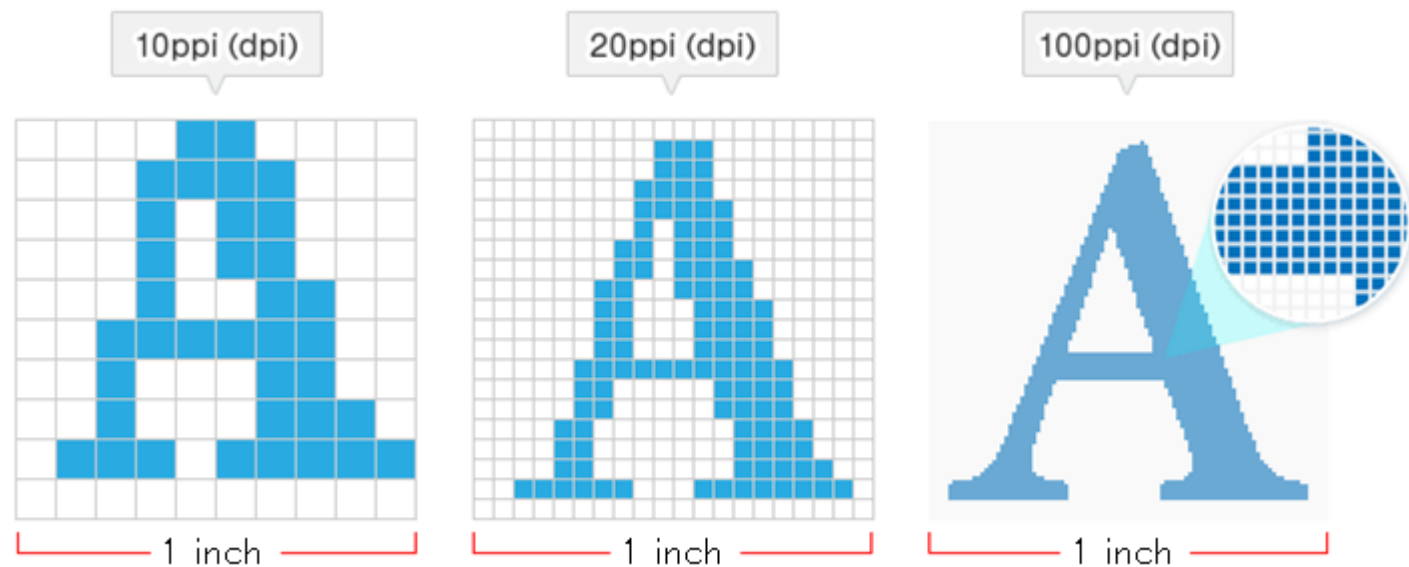 10ppi (dpi)
20ppi (dpi)
100ppi (dpi)
A
A
A
1 inch
1 inch
1 inch